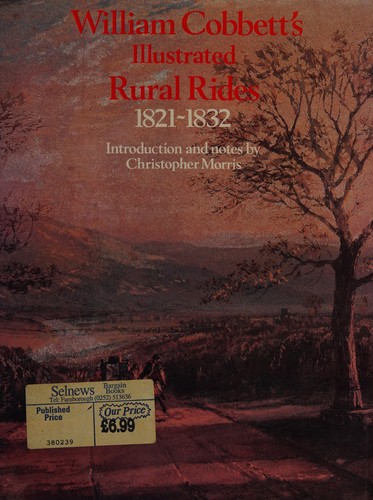 William Cobbett's
Illustrated
Rural Rides
1821~1832
Introduction and notes by
Christopher Morris
Selnews Bargain Books
Tel: Farnborough (0252) 513636
Published Price
Our Price
£6.99
380239